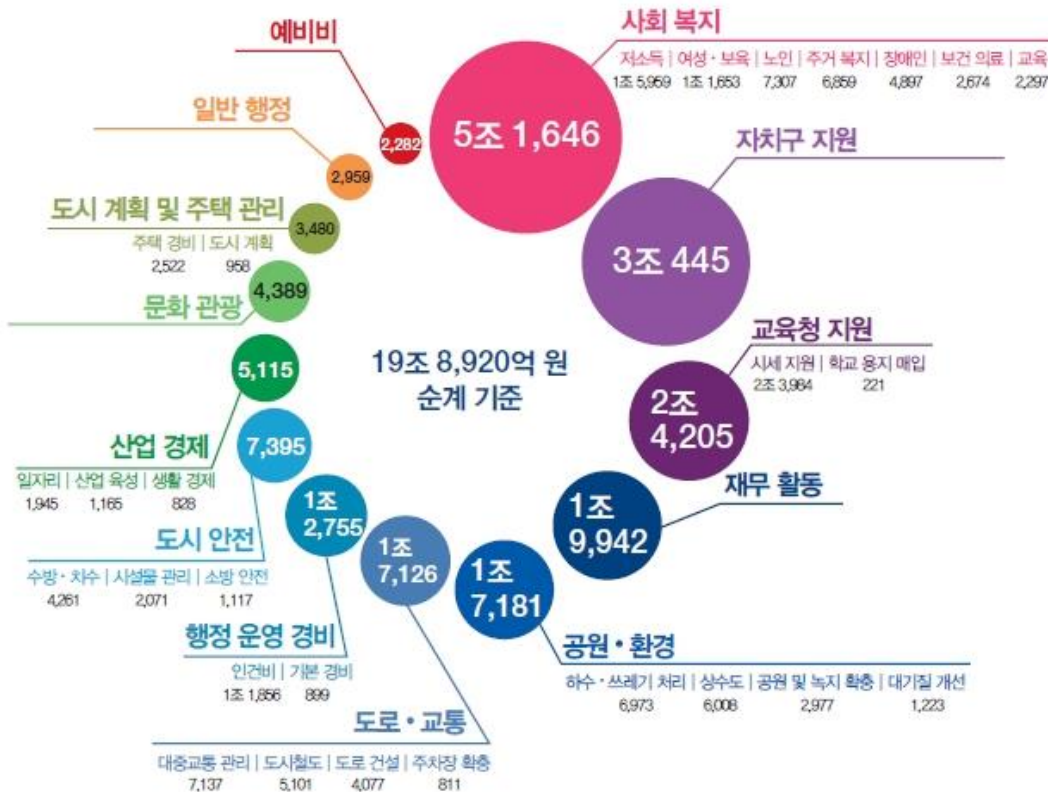 예비비
2,282
사회 복지
저소득 | 여성·보육 | 노인 | 주거 복지 | 장애인 | 보건 의료 | 교육
1조 5,959 1조 1,653 7,307 6,859 4,897 2,674 2,297
5조 1,646
일반 행정
2,959
자치구 지원
3조 445
도시 계획 및 주택 관리
주택 경비 | 도시 계획
2,522 958
3,480
문화 관광
4,389
교육청 지원
시세 지원 | 학교 용지 매입
2조 3,984 221
2조
4,205
19조 8,920억 원
순계 기준
산업 경제
일자리 | 산업 육성 | 생활 경제
1,945 1,165 828
5,115
재무 활동
1조
9,942
도시 안전
수방·치수 | 시설물 관리 | 소방 안전
4,261 2,071 1,117
7,395
행정 운영 경비
인건비 | 기본 경비
1조 1,856 899
1조
2,755
공원·환경
하수·쓰레기 처리 | 상수도 | 공원 및 녹지 확충 | 대기질 개선
6,973 6,008 2,977 1,223
1조
7,181
도로·교통
대중교통 관리 | 도시철도 | 도로 건설 | 주차장 확충
7,137 5,101 4,077 811
1조
7,126